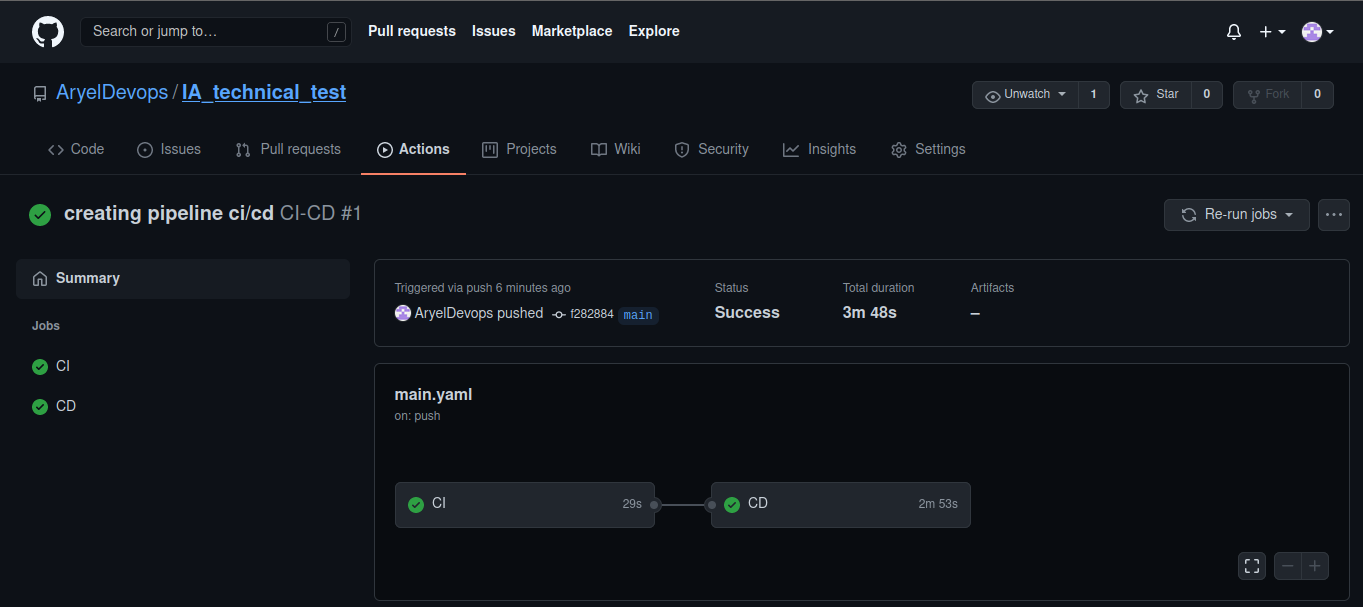 Search or jump to… / Pull requests Issues Marketplace Explore
AryelDevops / IA_technical_test Unwatch 1 Star 0 Fork 0
Code Issues Pull requests Actions Projects Wiki Security Insights Settings
creating pipeline ci/cd CI-CD #1 Re-run jobs
Summary
Jobs
CI
CD
Triggered via push 6 minutes ago Status Total duration Artifacts
AryelDevops pushed f282884 main Success 3m 48s –
main.yaml
on: push
CI 29s CD 2m 53s